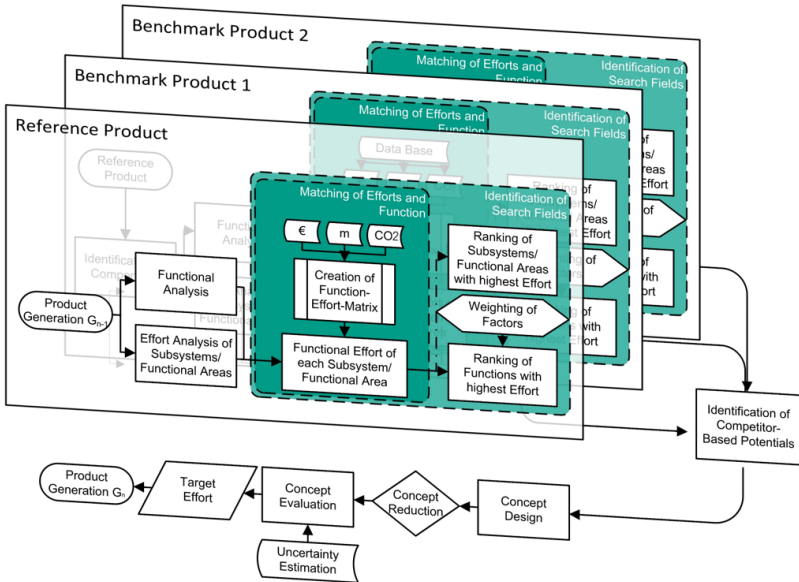 Benchmark Product 2
Matching of Efforts and
Identification of
Search Fields
Benchmark Product 1
Matching of Efforts and
Function
Identification of
Search Fields
Data Base
Reference Product
Reference
Product
Matching of Efforts and
Function
Identification of
Search Fields
€
m
CO2
Creation of
Function-
Effort-Matrix
Functional Effort of
each Subsystem/
Functional Area
Ranking of
Subsystems/
Functional Areas
with highest Effort
Weighting of
Factors
Ranking of
Functions with
highest Effort
Functional
Analysis
Product
Generation Gn-1
Effort Analysis of
Subsystems/
Functional Areas
Identification of
Competitor-
Based Potentials
Product
Generation Gn
Target
Effort
Concept
Evaluation
Concept
Reduction
Concept
Design
Uncertainty
Estimation